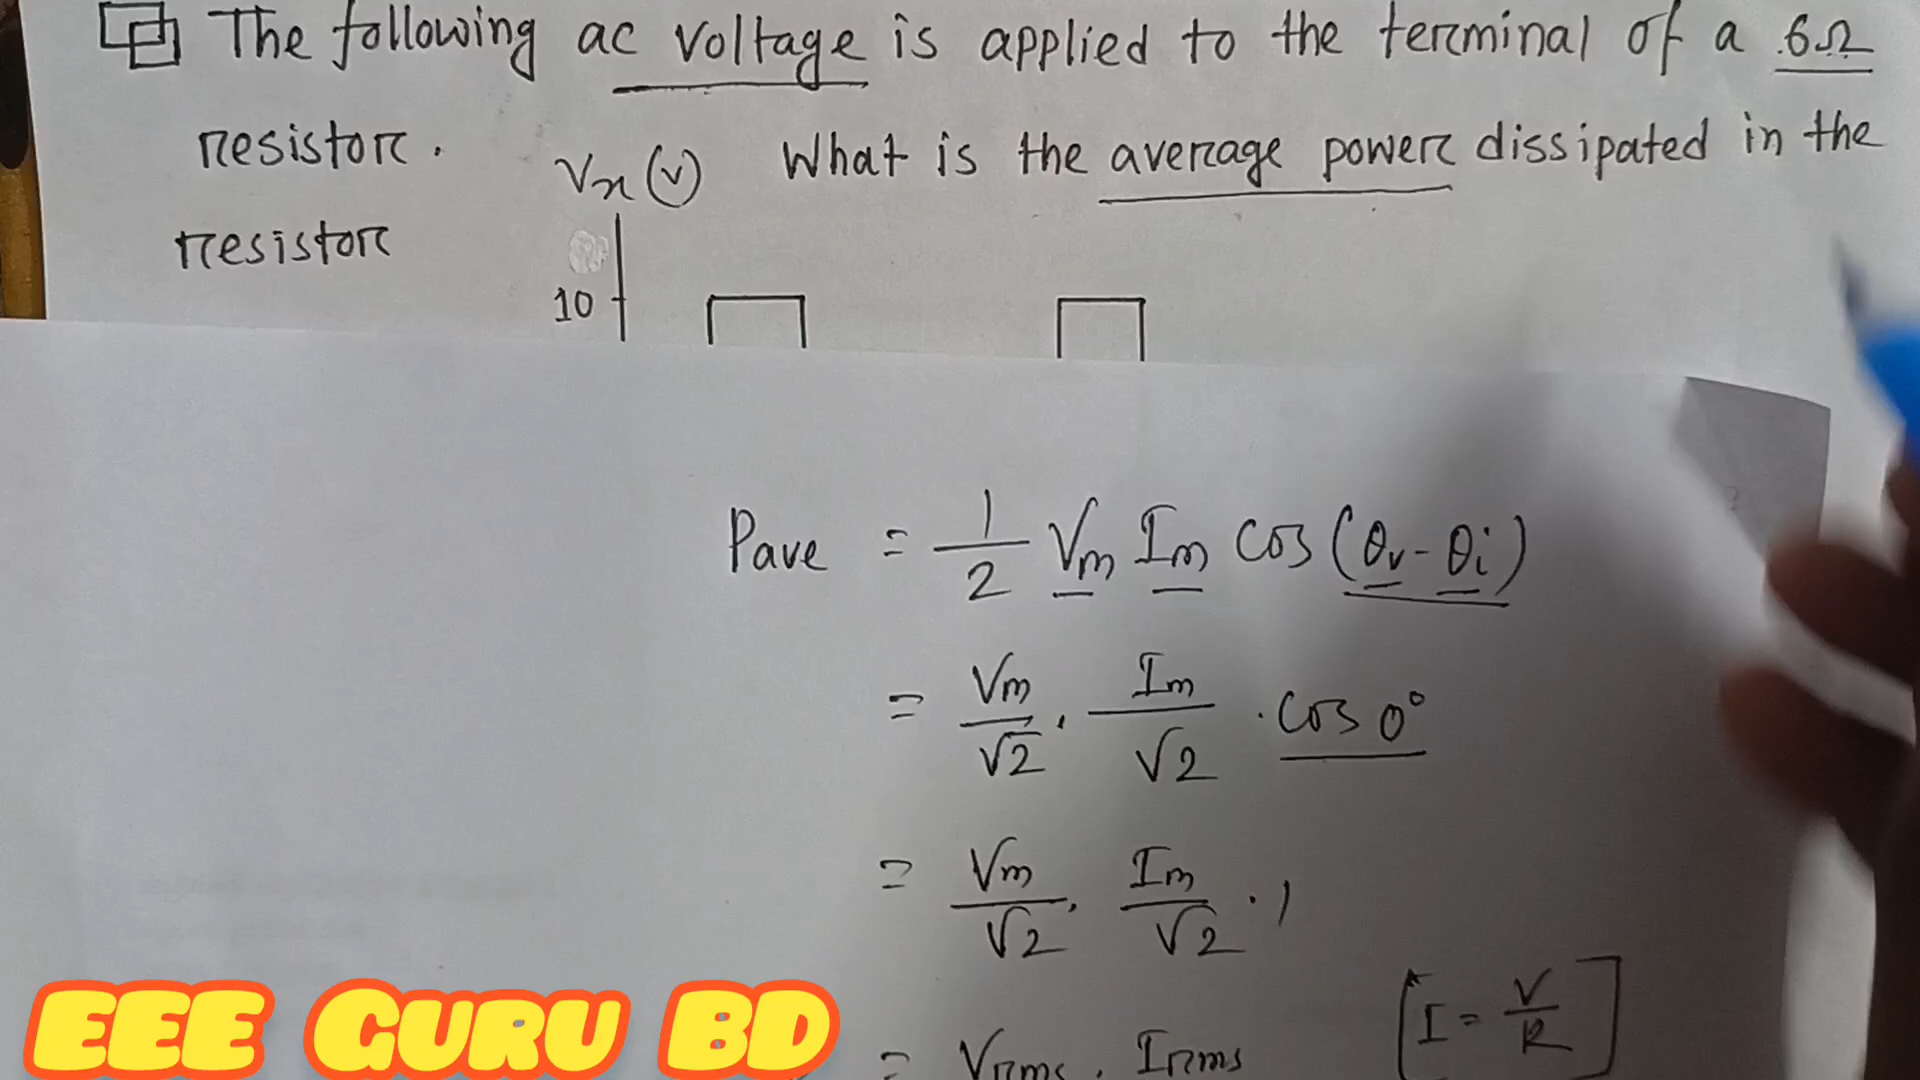 The following ac voltage is applied to the terminal of a 6Ω
resistor. What is the average power dissipated in the
resistor
Vx (v)
10
Pave = 1/2 Vm Im cos (θv - θi)
= Vm/√2 . Im/√2 . cos 0°
= Vm/√2 . Im/√2 . 1
= Vrms . Irms [I = V/R]
EEE GURU BD